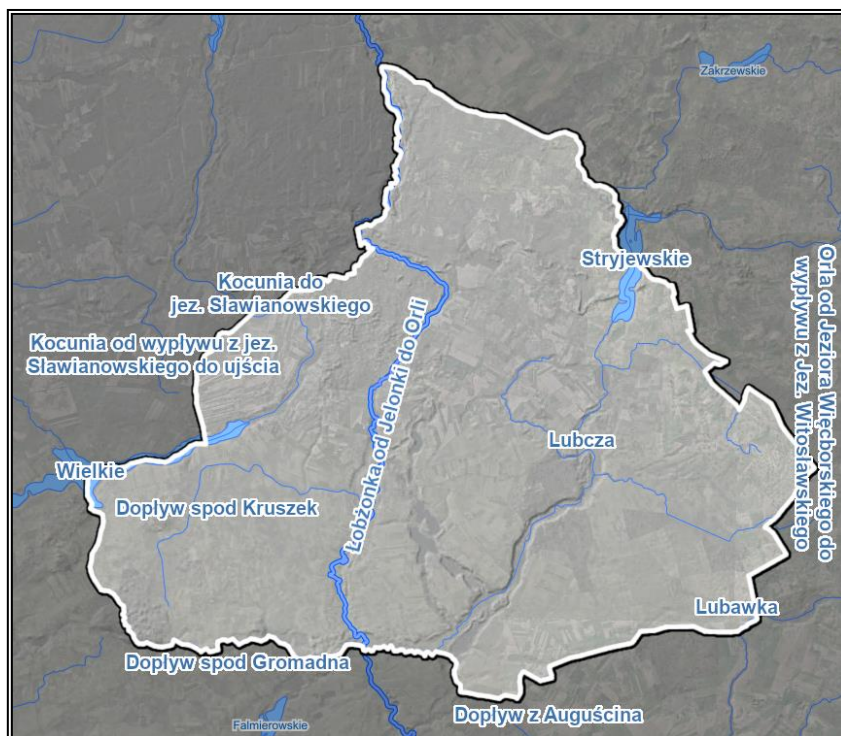 Zakrzewskie
Stryjewskie
Kocunia do
jez. Sławianowskiego
Kocunia od wypływu z jez.
Sławianowskiego do ujścia
Łobżonka od Jelonki do Orli
Orla od Jeziora Więcborskiego do
wypływu z Jez. Witosławskiego
Lubcza
Wielkie
Dopływ spod Kruszek
Lubawka
Dopływ spod Gromadna
Dopływ z Auguścina
Falmierowskie